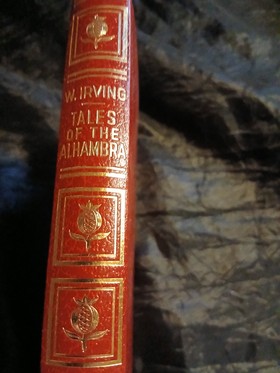 W. IRVING
TALES
OF THE
ALHAMBRA